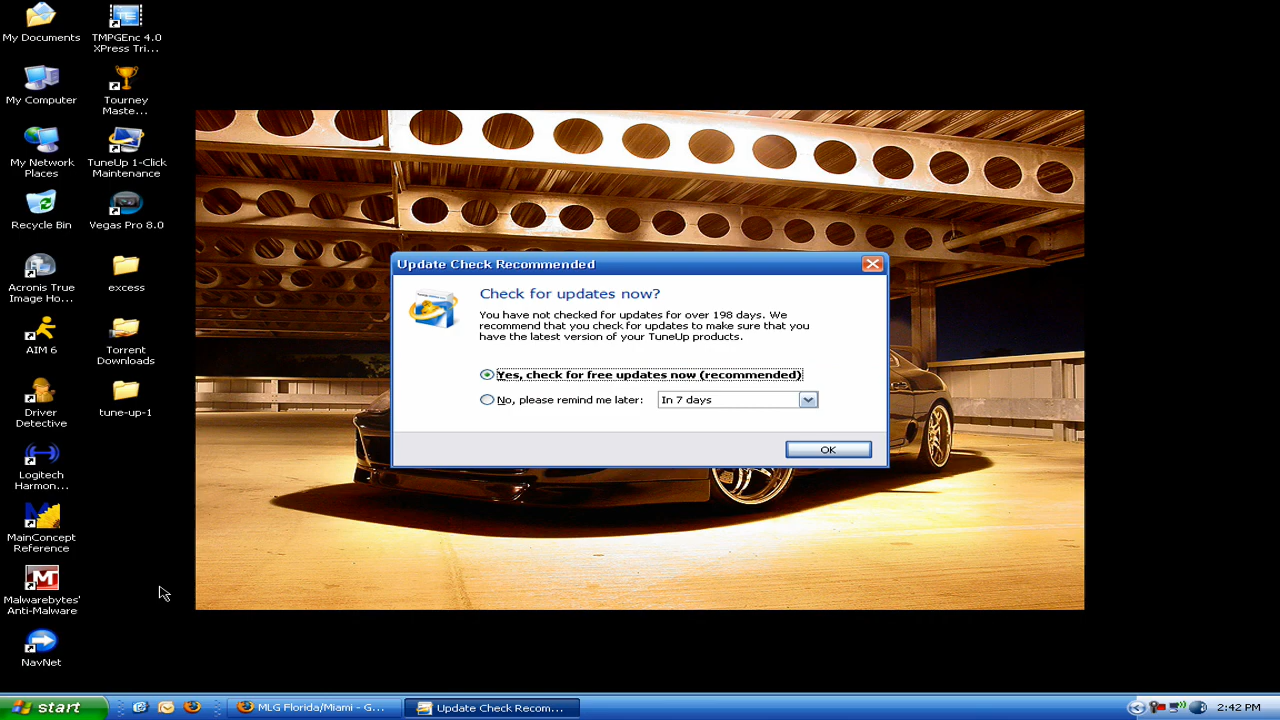 My Documents
TMPGEnc 4.0
XPress Tri...
My Computer
Tourney
Maste...
My Network
Places
TuneUp 1-Click
Maintenance
Recycle Bin
Vegas Pro 8.0
Acronis True
Image Ho...
excess
AIM 6
Torrent
Downloads
Driver
Detective
tune-up-1
Logitech
Harmon...
MainConcept
Reference
Malwarebytes'
Anti-Malware
NavNet
Update Check Recommended
Check for updates now?
You have not checked for updates for over 198 days. We
recommend that you check for updates to make sure that you
have the latest version of your TuneUp products.
Yes, check for free updates now (recommended)
No, please remind me later:
In 7 days
OK
start
MLG Florida/Miami - G...
Update Check Recom...
2:42 PM